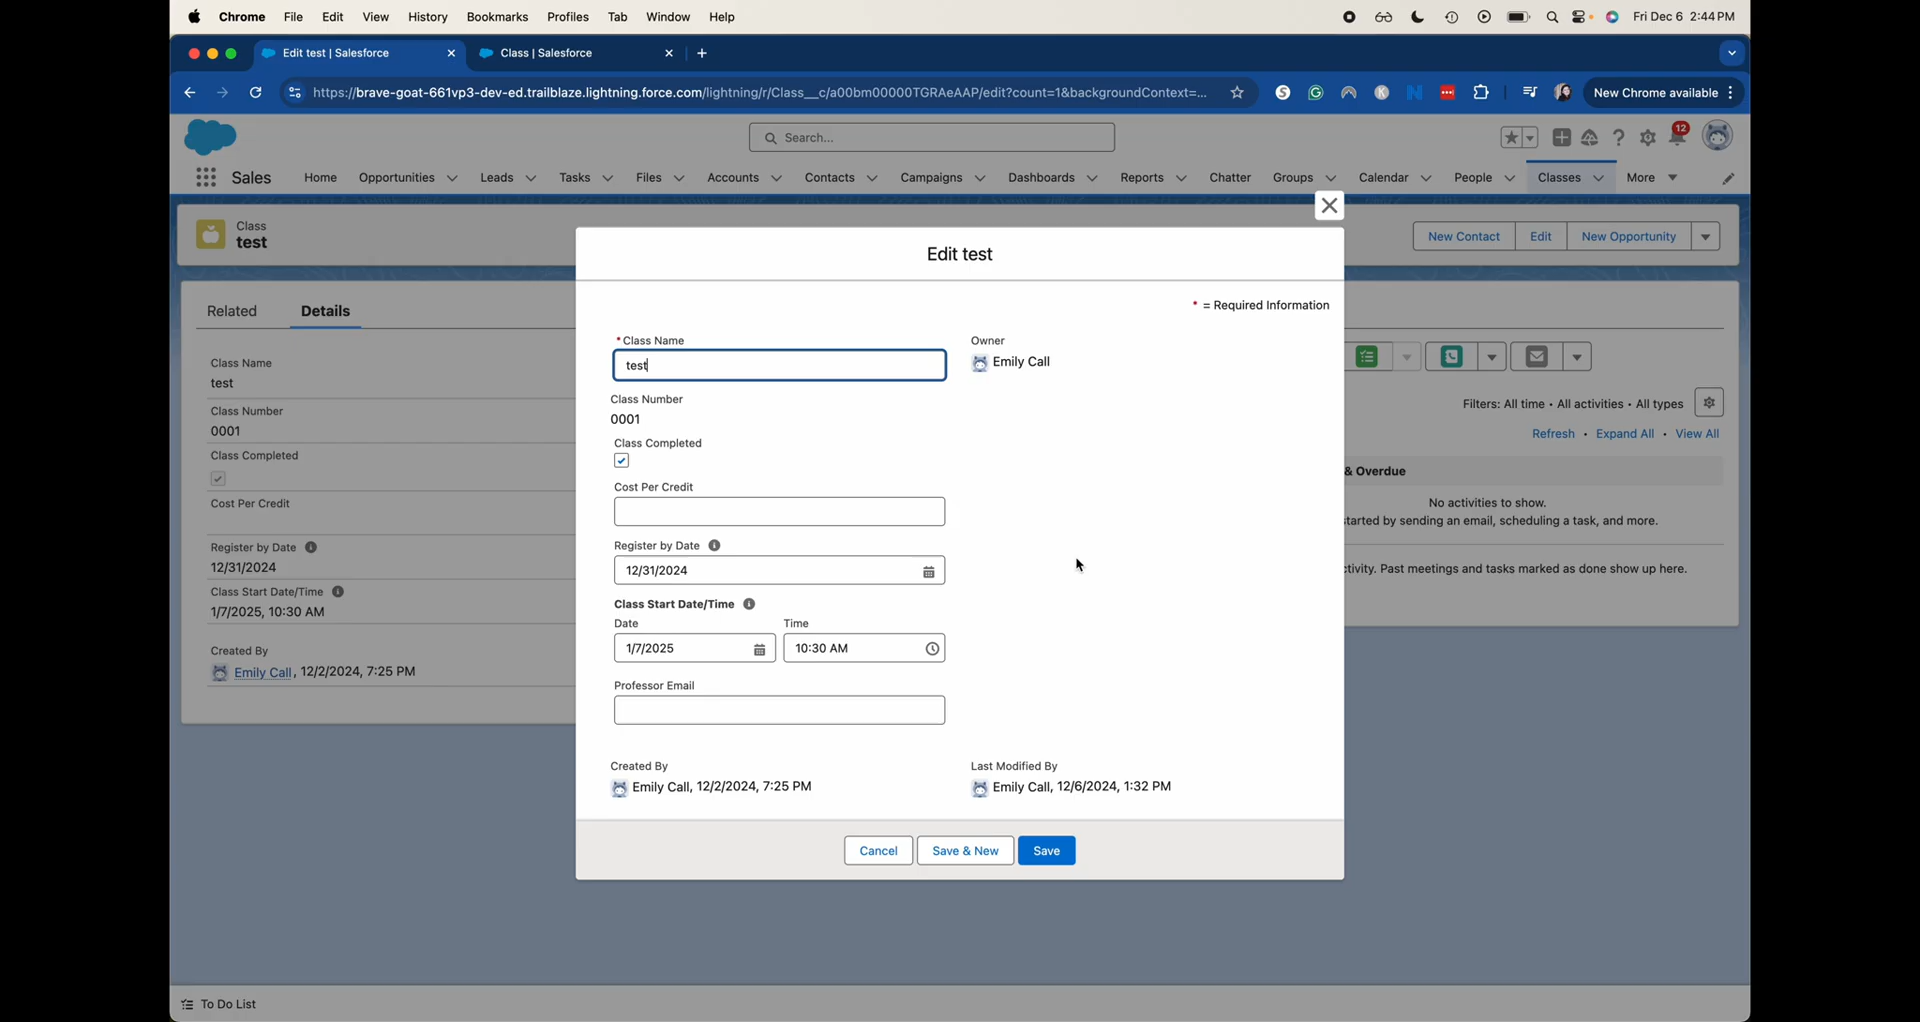 Chrome File Edit View History Bookmarks Profiles Tab Window Help Fri Dec 6 2:44 PM
Edit test | Salesforce Class | Salesforce
https://brave-goat-661vp3-dev-ed.trailblaze.lightning.force.com/lightning/r/Class__c/a00bm00000TGRAeAAP/edit?count=1&backgroundContext=... New Chrome available
Search... 12
Sales Home Opportunities Leads Tasks Files Accounts Contacts Campaigns Dashboards Reports Chatter Groups Calendar People Classes More
Class
test
New Contact Edit New Opportunity
Related Details
Class Name
test
Class Number
0001
Class Completed
Cost Per Credit
Register by Date
12/31/2024
Class Start Date/Time
1/7/2025, 10:30 AM
Created By
Emily Call, 12/2/2024, 7:25 PM
Edit test
* = Required Information
*Class Name
test
Owner
Emily Call
Class Number
0001
Class Completed
Cost Per Credit
Register by Date
12/31/2024
Class Start Date/Time
Date Time
1/7/2025 10:30 AM
Professor Email
Created By Last Modified By
Emily Call, 12/2/2024, 7:25 PM Emily Call, 12/6/2024, 1:32 PM
Cancel Save & New Save
Filters: All time • All activities • All types
Refresh • Expand All • View All
& Overdue
No activities to show.
started by sending an email, scheduling a task, and more.
ctivity. Past meetings and tasks marked as done show up here.
To Do List